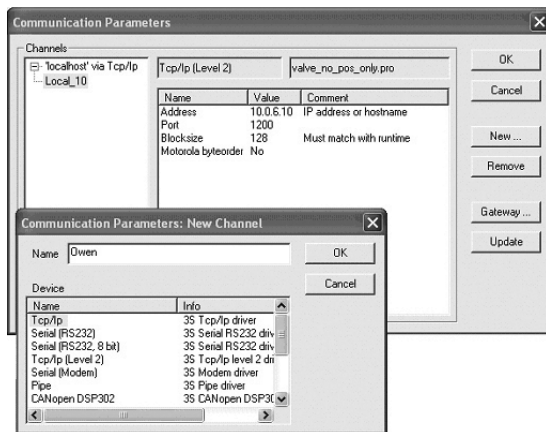 Communication Parameters
Channels
'localhost' via Tcp/Ip
Local_10
Tcp/Ip (Level 2)
valve_no_pos_only.pro
Name Value Comment
Address 10.0.6.10 IP address or hostname
Port 1200
Blocksize 128 Must match with runtime
Motorola byteorder No
OK
Cancel
New ...
Remove
Gateway ...
Update
Communication Parameters: New Channel
Name Owen
OK
Cancel
Device
Name Info
Tcp/Ip 3S Tcp/Ip driver
Serial (RS232) 3S Serial RS232 driv
Serial (RS232, 8 bit) 3S Serial RS232 driv
Tcp/Ip (Level 2) 3S Tcp/Ip level 2 dri
Serial (Modem) 3S Modem driver
Pipe 3S Pipe driver
CANopen DSP302 3S CANopen DSP30